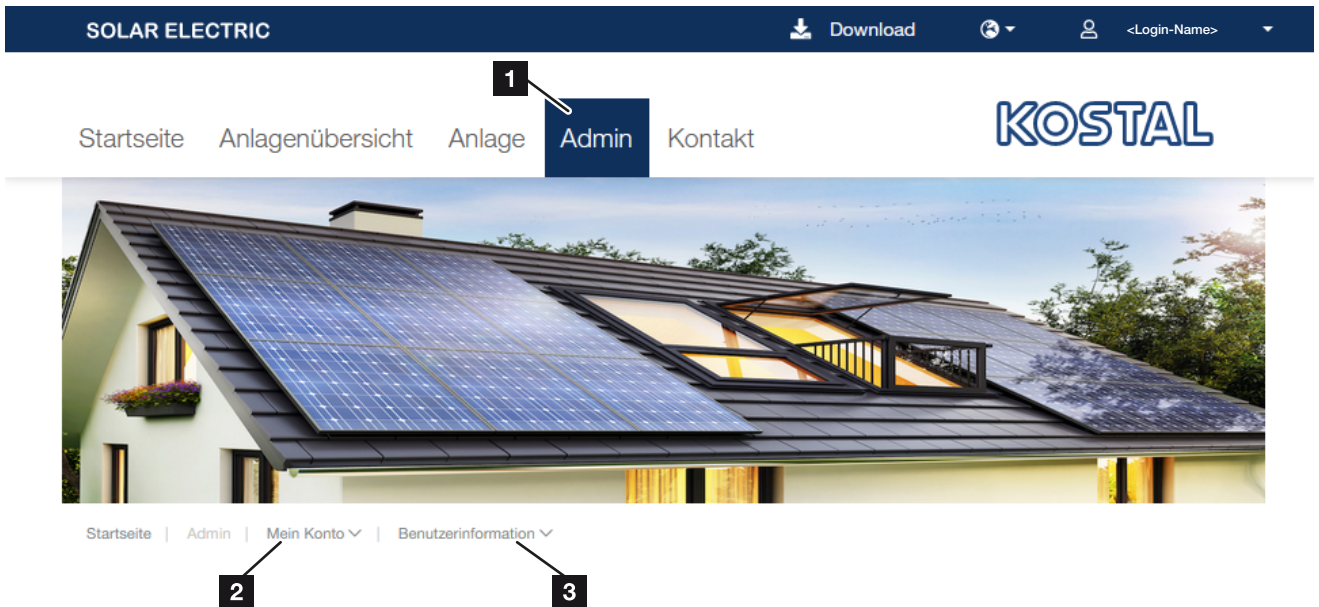 SOLAR ELECTRIC Download <Login-Name>
1
Startseite Anlagenübersicht Anlage Admin Kontakt KOSTAL
Startseite | Admin | Mein Konto | Benutzerinformation
2 3